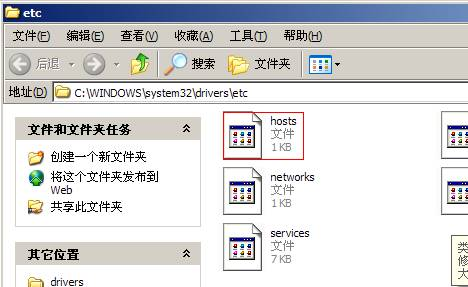 etc
文件(F) 编辑(E) 查看(V) 收藏(A) 工具(T) 帮助(H)
后退 搜索 文件夹
地址(D) C:\WINDOWS\system32\drivers\etc
文件和文件夹任务
创建一个新文件夹
将这个文件夹发布到
Web
共享此文件夹
其它位置
drivers
hosts
文件
1 KB
networks
文件
1 KB
services
文件
7 KB
类
修
大